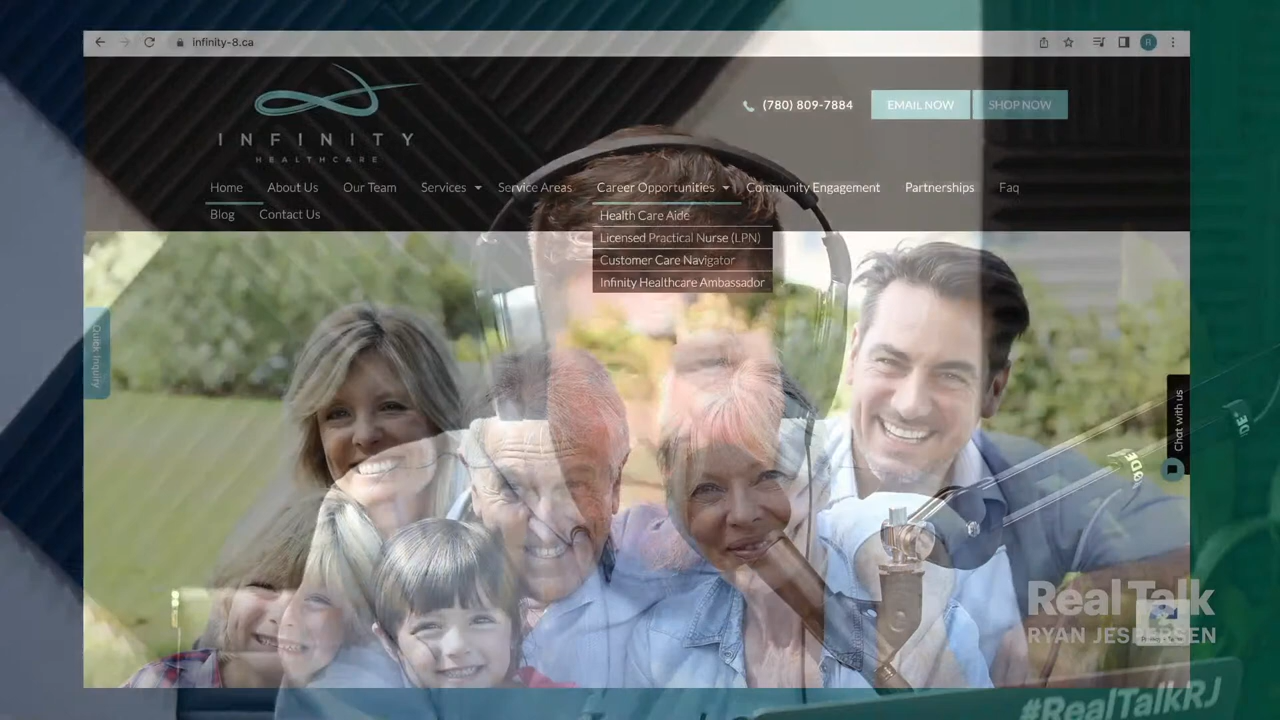 infinity-8.ca
R
INFINITY
HEALTHCARE
(780) 809-7884
EMAIL NOW
SHOP NOW
Home
About Us
Our Team
Services
Service Areas
Career Opportunities
Community Engagement
Partnerships
Faq
Blog
Contact Us
Health Care Aide
Licensed Practical Nurse (LPN)
Customer Care Navigator
Infinity Healthcare Ambassador
Quick Inquiry
Chat with us
Real Talk
RYAN JESPERSEN
#RealTalkRJ